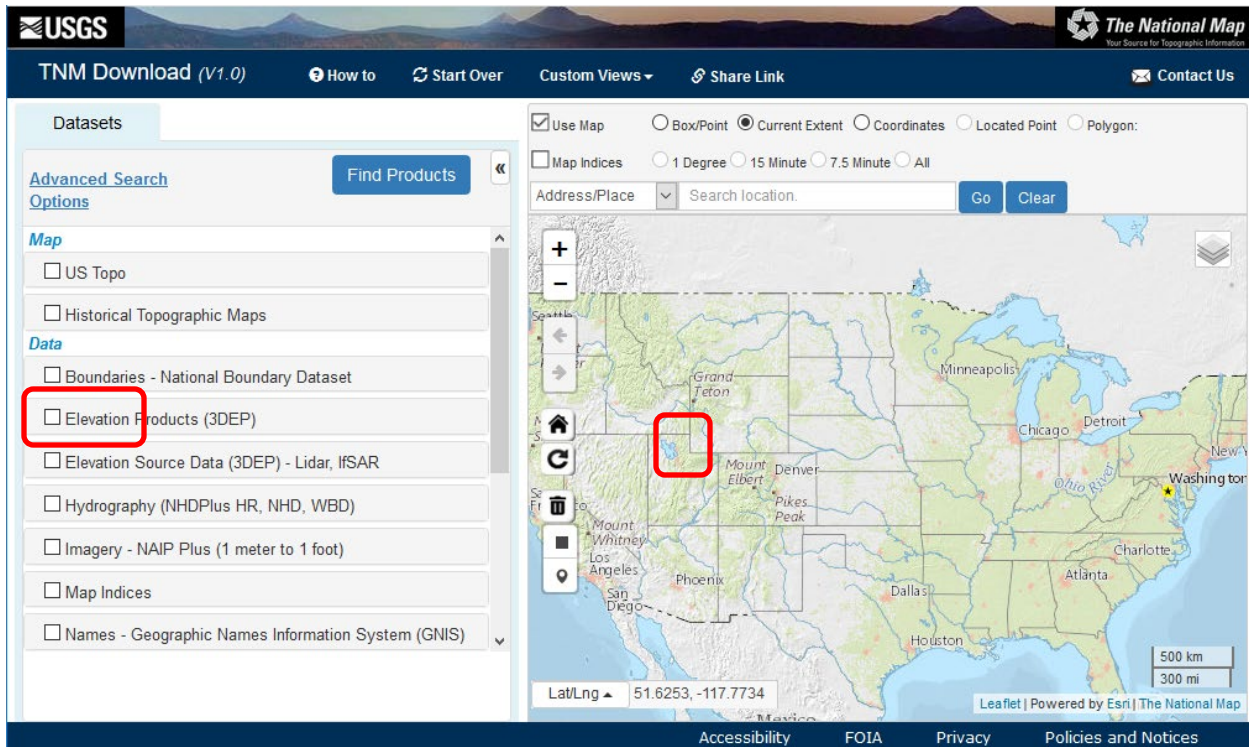 USGS
The National Map
Your Source for Topographic Information
TNM Download (V1.0)
How to
Start Over
Custom Views
Share Link
Contact Us
Datasets
Advanced Search
Options
Find Products
«
Map
US Topo
Historical Topographic Maps
Data
Boundaries - National Boundary Dataset
Elevation Products (3DEP)
Elevation Source Data (3DEP) - Lidar, IfSAR
Hydrography (NHDPlus HR, NHD, WBD)
Imagery - NAIP Plus (1 meter to 1 foot)
Map Indices
Names - Geographic Names Information System (GNIS)
Use Map Box/Point Current Extent Coordinates Located Point Polygon:
Map Indices 1 Degree 15 Minute 7.5 Minute All
Address/Place Search location. Go Clear
+
−
Seattle
Grand
Teton
Minneapolis
Chicago
Detroit
New Y
Mount
Elbert
Denver
Ohio River
Washington
Pikes
Peak
Mount
Whitney
Los
Angeles
San
Diego
Phoenix
Charlotte
Atlanta
Dallas
Houston
500 km
300 mi
Lat/Lng 51.6253, -117.7734
Mexico
Leaflet | Powered by Esri | The National Map
Accessibility FOIA Privacy Policies and Notices